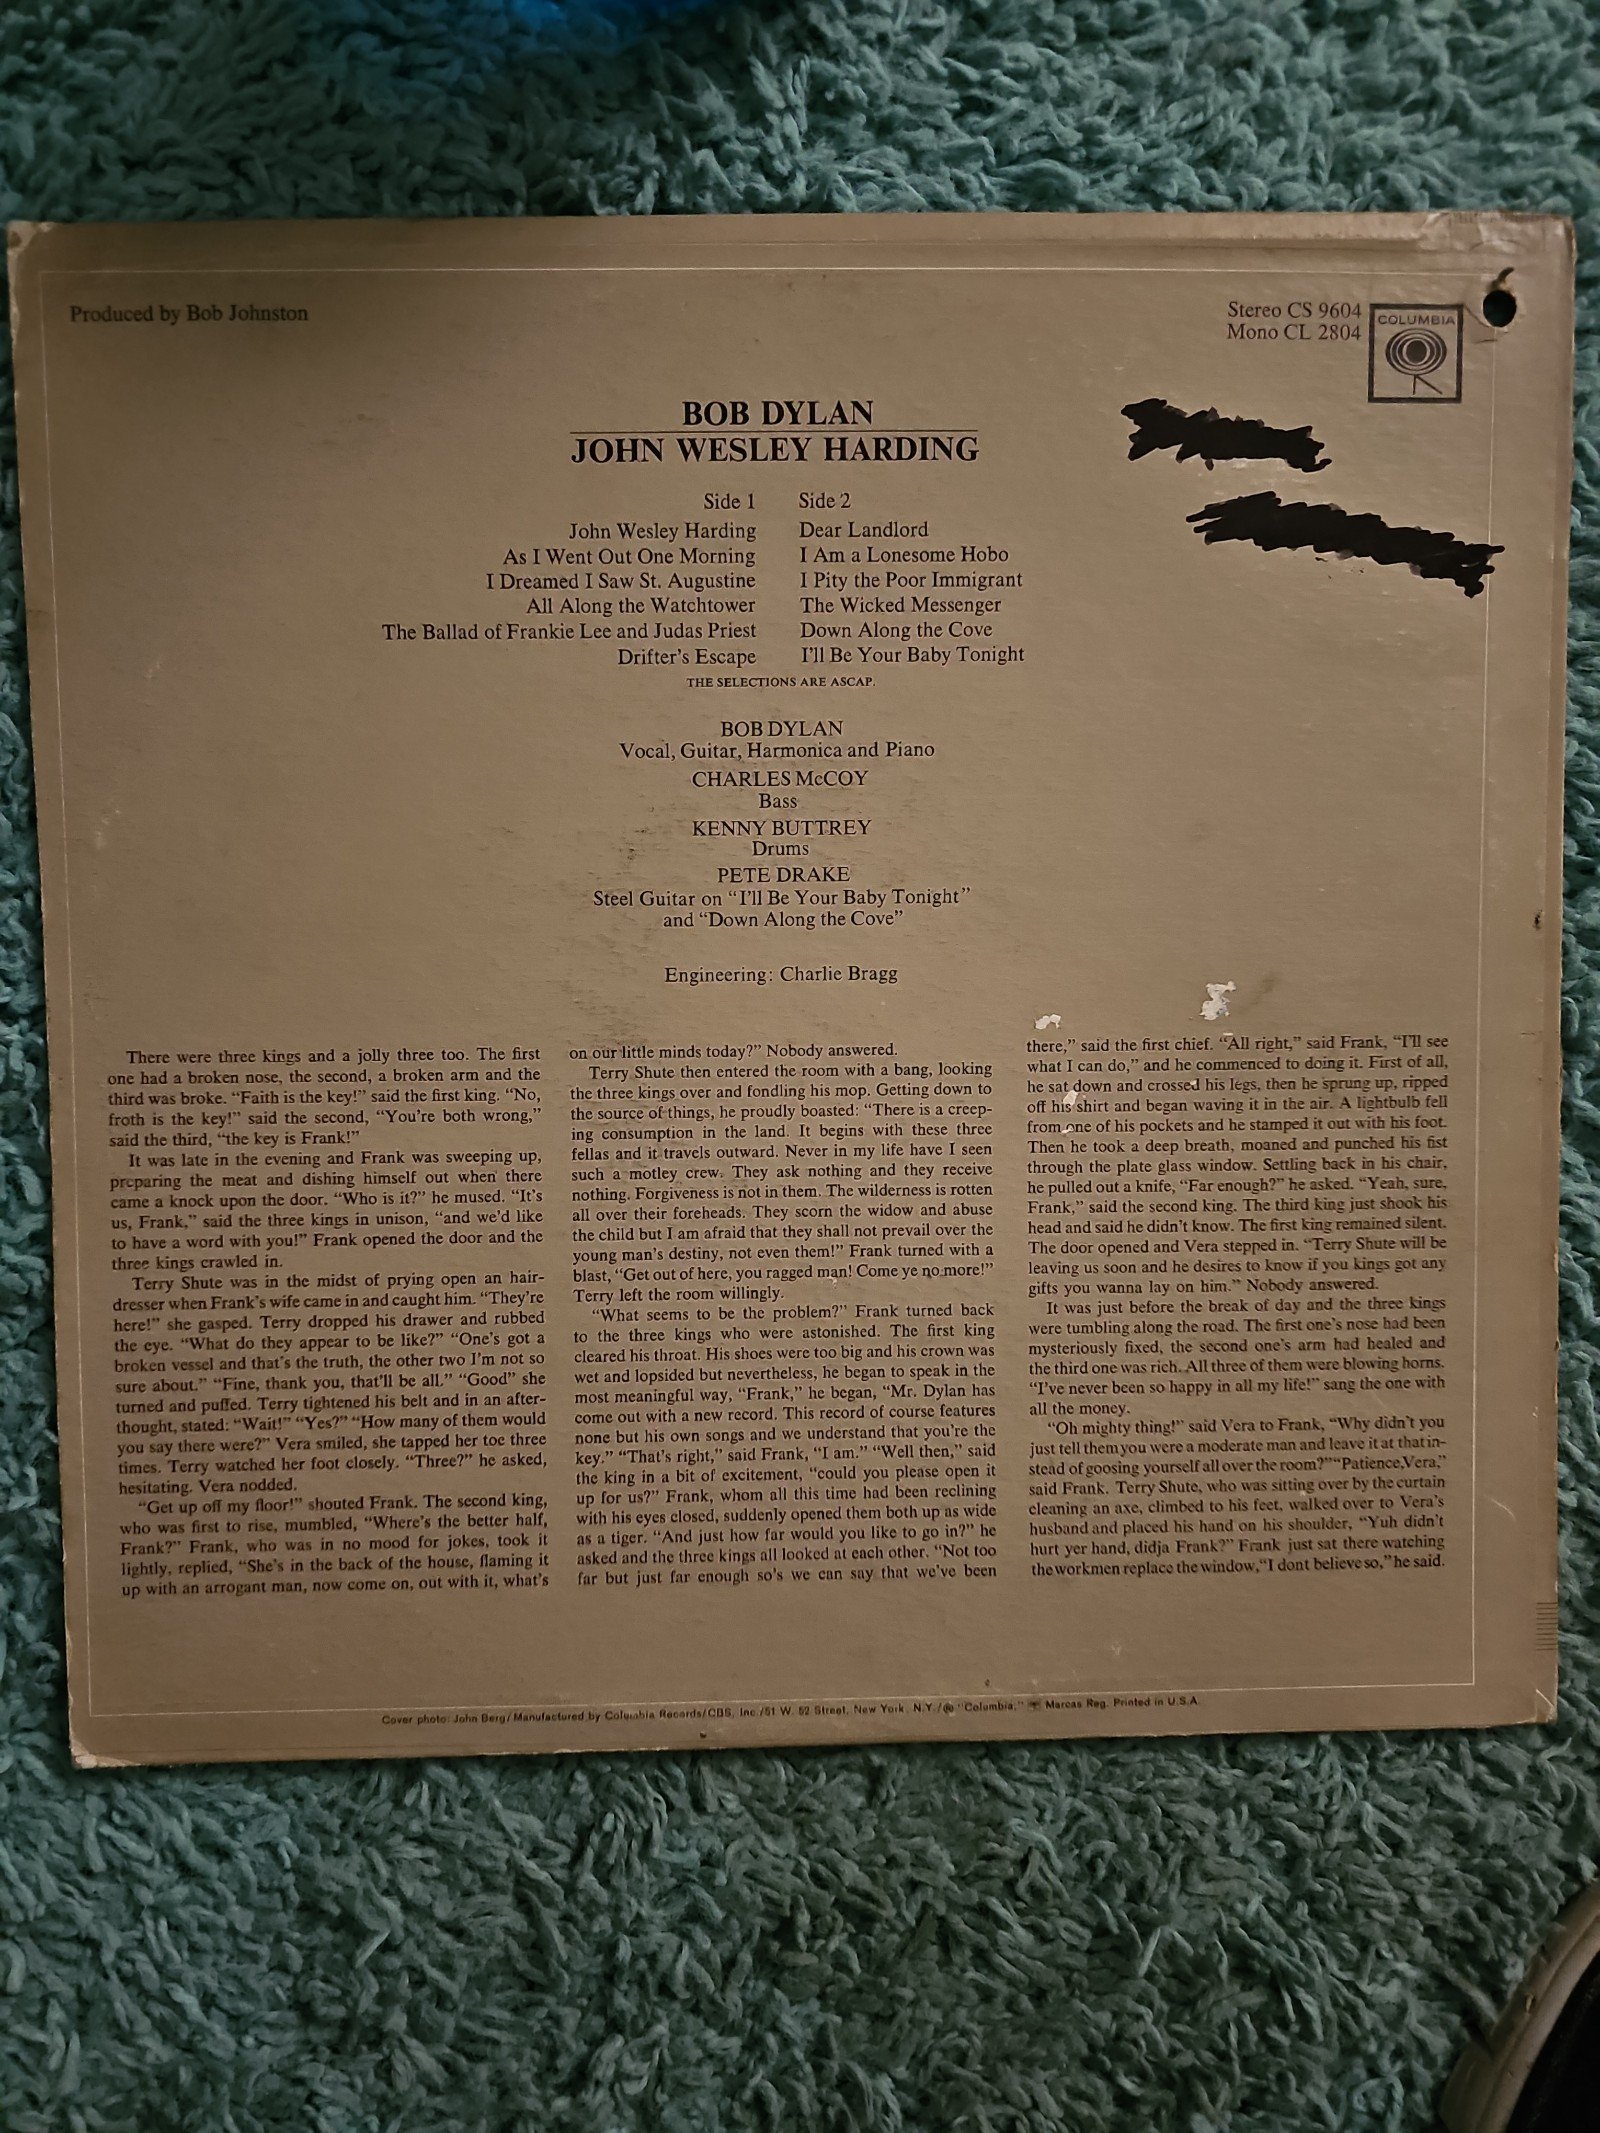 Produced by Bob Johnston
Stereo CS 9604
Mono CL 2804
COLUMBIA
BOB DYLAN
JOHN WESLEY HARDING
Side 1
John Wesley Harding
As I Went Out One Morning
I Dreamed I Saw St. Augustine
All Along the Watchtower
The Ballad of Frankie Lee and Judas Priest
Drifter's Escape
Side 2
Dear Landlord
I Am a Lonesome Hobo
I Pity the Poor Immigrant
The Wicked Messenger
Down Along the Cove
I'll Be Your Baby Tonight
THE SELECTIONS ARE ASCAP.
BOB DYLAN
Vocal, Guitar, Harmonica and Piano
CHARLES McCOY
Bass
KENNY BUTTREY
Drums
PETE DRAKE
Steel Guitar on “I'll Be Your Baby Tonight”
and “Down Along the Cove”
Engineering: Charlie Bragg
There were three kings and a jolly three too. The first
one had a broken nose, the second, a broken arm and the
third was broke. “Faith is the key!” said the first king. “No,
froth is the key!” said the second, “You're both wrong,”
said the third, “the key is Frank!”
It was late in the evening and Frank was sweeping up,
preparing the meat and dishing himself out when there
came a knock upon the door. “Who is it?” he mused. “It's
us, Frank,” said the three kings in unison, “and we'd like
to have a word with you!” Frank opened the door and the
three kings crawled in.
Terry Shute was in the midst of prying open an hair-
dresser when Frank's wife came in and caught him. “They're
here!” she gasped. Terry dropped his drawer and rubbed
the eye. “What do they appear to be like?” “One's got a
broken vessel and that's the truth, the other two I'm not so
sure about.” “Fine, thank you, that'll be all.” “Good” she
turned and puffed. Terry tightened his belt and in an after-
thought, stated: “Wait!” “Yes?” “How many of them would
you say there were?” Vera smiled, she tapped her toe three
times. Terry watched her foot closely. “Three?” he asked,
hesitating. Vera nodded.
“Get up off my floor!” shouted Frank. The second king,
who was first to rise, mumbled, “Where's the better half,
Frank?” Frank, who was in no mood for jokes, took it
lightly, replied, “She's in the back of the house, flaming it
up with an arrogant man, now come on, out with it, what's
on our little minds today?” Nobody answered.
Terry Shute then entered the room with a bang, looking
the three kings over and fondling his mop. Getting down to
the source of things, he proudly boasted: “There is a creep-
ing consumption in the land. It begins with these three
fellas and it travels outward. Never in my life have I seen
such a motley crew. They ask nothing and they receive
nothing. Forgiveness is not in them. The wilderness is rotten
all over their foreheads. They scorn the widow and abuse
the child but I am afraid that they shall not prevail over the
young man's destiny, not even them!” Frank turned with a
blast, “Get out of here, you ragged man! Come ye no more!”
Terry left the room willingly.
“What seems to be the problem?” Frank turned back
to the three kings who were astonished. The first king
cleared his throat. His shoes were too big and his crown was
wet and lopsided but nevertheless, he began to speak in the
most meaningful way, “Frank,” he began, “Mr. Dylan has
come out with a new record. This record of course features
none but his own songs and we understand that you're the
key.” “That's right,” said Frank, “I am.” “Well then,” said
the king in a bit of excitement, “could you please open it
up for us?” Frank, whom all this time had been reclining
with his eyes closed, suddenly opened them both up as wide
as a tiger. “And just how far would you like to go in?” he
asked and the three kings all looked at each other. “Not too
far but just far enough so's we can say that we've been
there,” said the first chief. “All right,” said Frank, “I'll see
what I can do,” and he commenced to doing it. First of all,
he sat down and crossed his legs, then he sprung up, ripped
off his shirt and began waving it in the air. A lightbulb fell
from one of his pockets and he stamped it out with his foot.
Then he took a deep breath, moaned and punched his fist
through the plate glass window. Settling back in his chair,
he pulled out a knife, “Far enough?” he asked. “Yeah, sure,
Frank,” said the second king. The third king just shook his
head and said he didn't know. The first king remained silent.
The door opened and Vera stepped in. “Terry Shute will be
leaving us soon and he desires to know if you kings got any
gifts you wanna lay on him.” Nobody answered.
It was just before the break of day and the three kings
were tumbling along the road. The first one's nose had been
mysteriously fixed, the second one's arm had healed and
the third one was rich. All three of them were blowing horns.
“I've never been so happy in all my life!” sang the one with
all the money.
“Oh mighty thing!” said Vera to Frank, “Why didn't you
just tell them you were a moderate man and leave it at that in-
stead of goosing yourself all over the room?” “Patience, Vera,”
said Frank. Terry Shute, who was sitting over by the curtain
cleaning an axe, climbed to his feet, walked over to Vera's
husband and placed his hand on his shoulder, “Yuh didn't
hurt yer hand, didja Frank?” Frank just sat there watching
the workmen replace the window, “I dont believe so,” he said.
Cover photo: John Berg/Manufactured by Columbia Records/CBS, Inc./51 W. 52 Street, New York, N.Y./® “Columbia,” Marcas Reg. Printed in U.S.A.